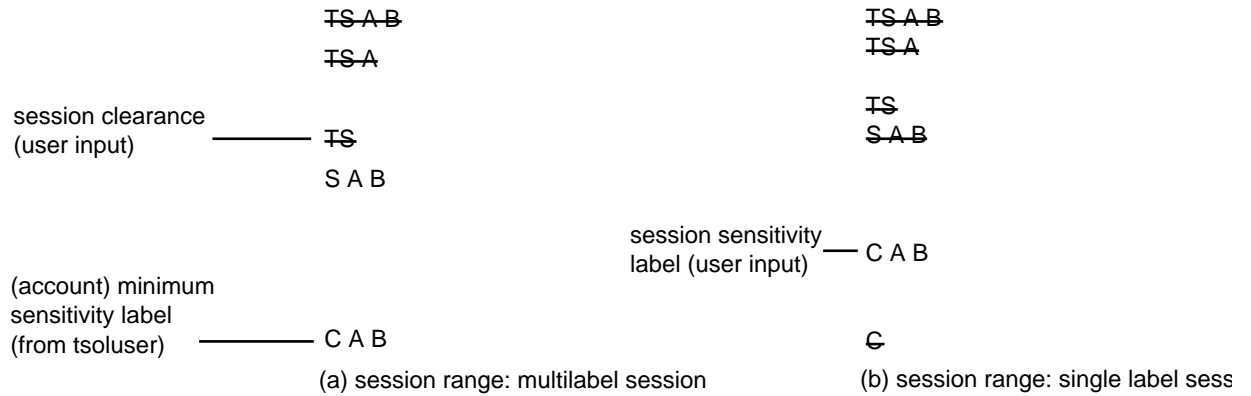 TS A B
TS A
session clearance
(user input)
TS
S A B
(account) minimum
sensitivity label
(from tsoluser)
C A B
(a) session range: multilabel session
TS A B
TS A
TS
S A B
session sensitivity
label (user input)
C A B
C
(b) session range: single label sess